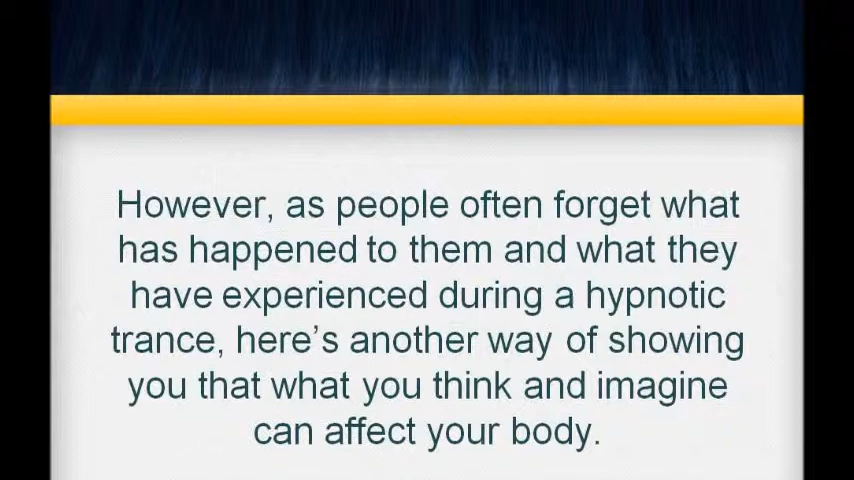 However, as people often forget what
has happened to them and what they
have experienced during a hypnotic
trance, here’s another way of showing
you that what you think and imagine
can affect your body.